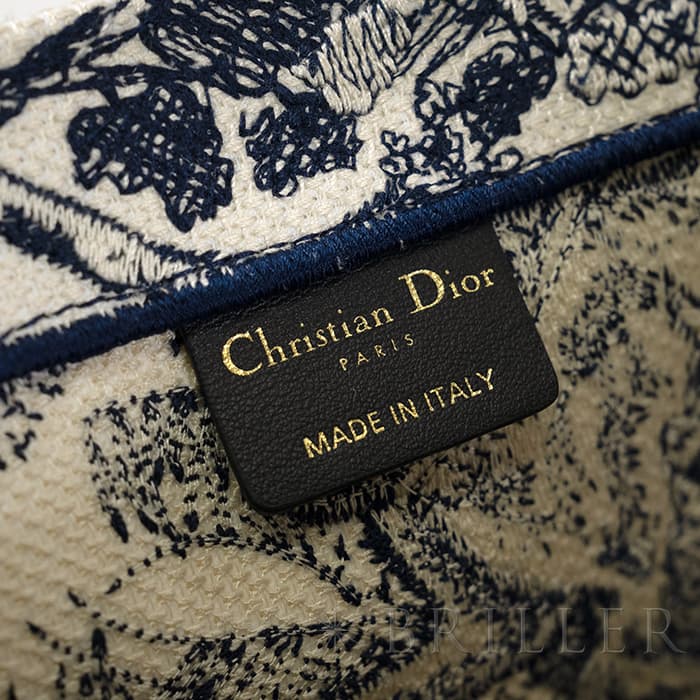 Christian Dior
PARIS
MADE IN ITALY
BRILLER